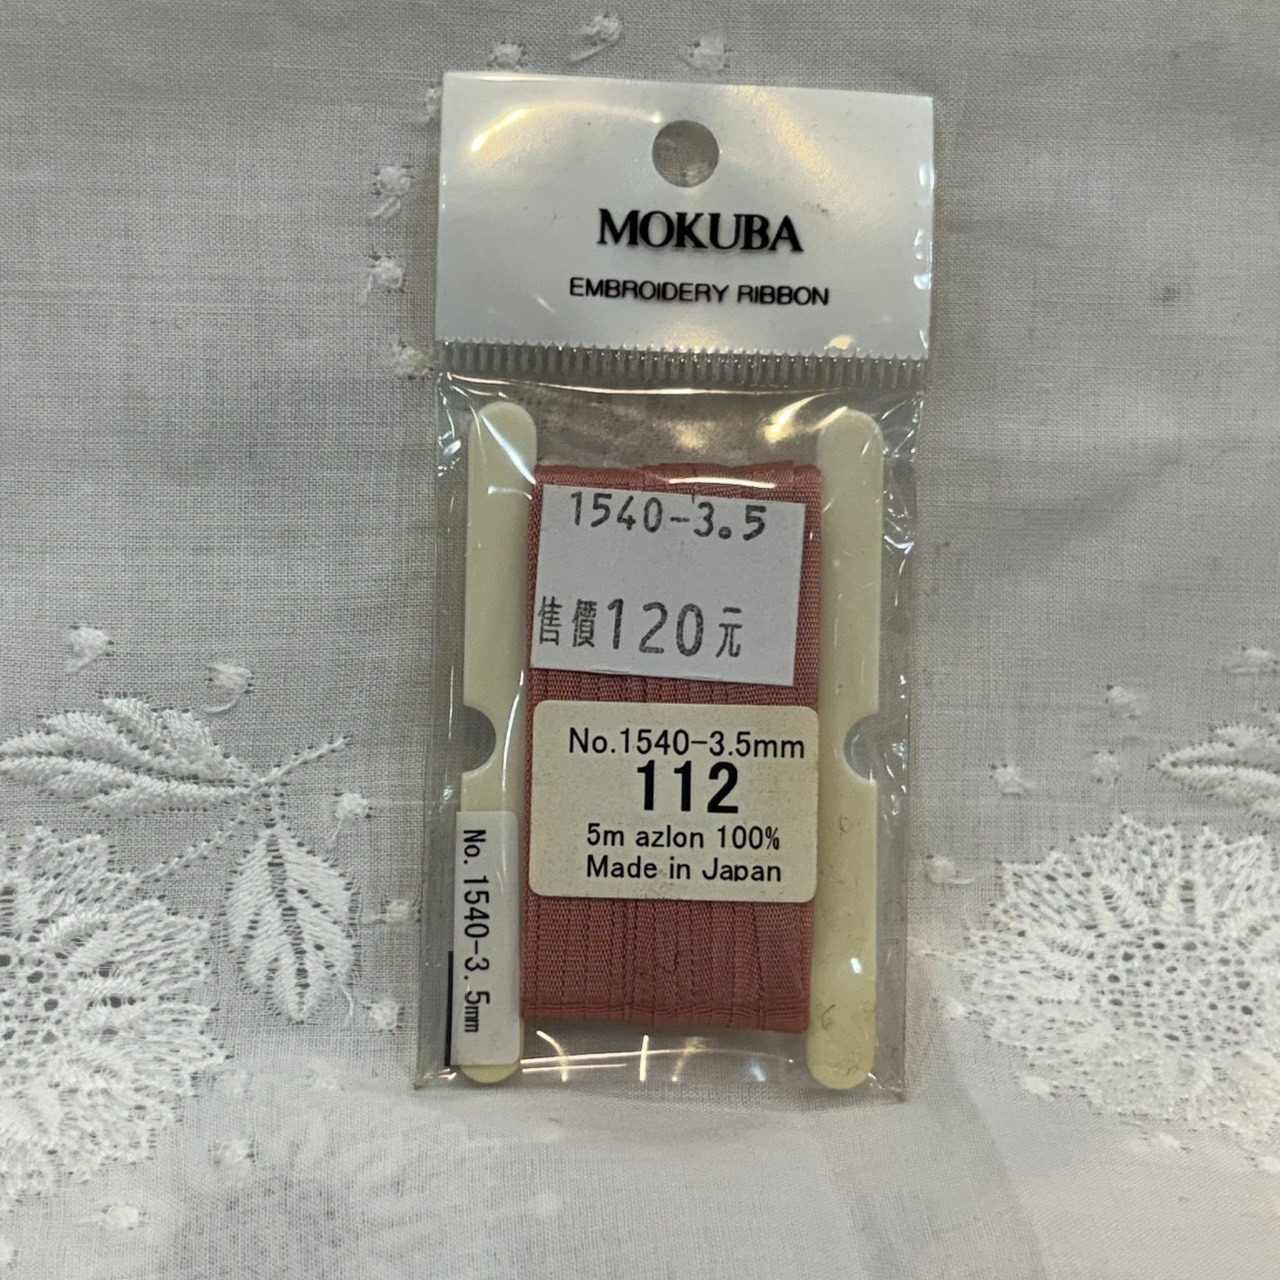 MOKUBA
EMBROIDERY RIBBON
1540-3.5
售價120元
No.1540-3.5mm
112
5m azlon 100%
Made in Japan
No. 1540-3.5mm